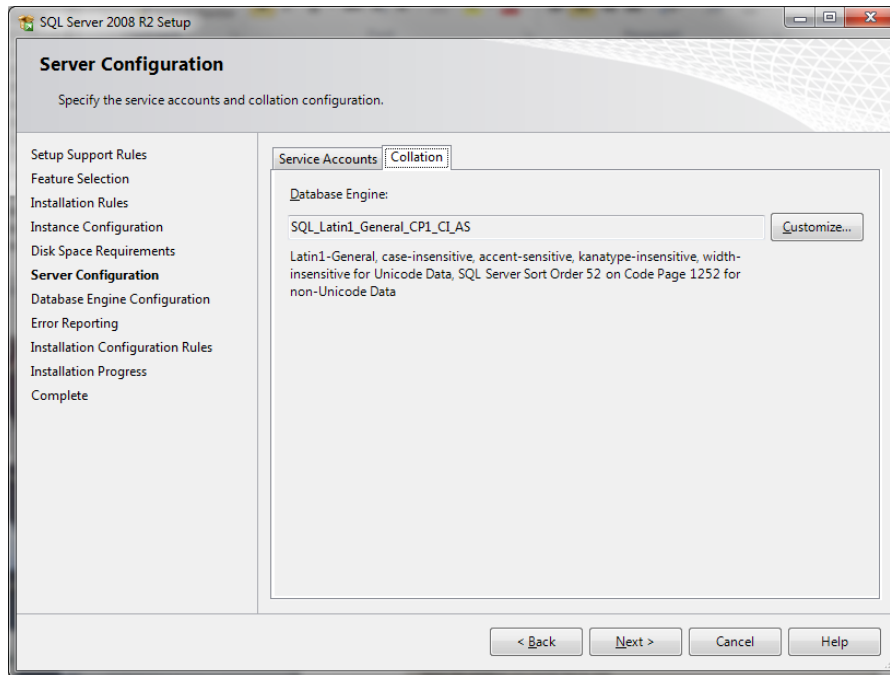 SQL Server 2008 R2 Setup
Server Configuration
Specify the service accounts and collation configuration.
Setup Support Rules
Feature Selection
Installation Rules
Instance Configuration
Disk Space Requirements
Server Configuration
Database Engine Configuration
Error Reporting
Installation Configuration Rules
Installation Progress
Complete
Service Accounts Collation
Database Engine:
SQL_Latin1_General_CP1_CI_AS Customize...
Latin1-General, case-insensitive, accent-sensitive, kanatype-insensitive, width-
insensitive for Unicode Data, SQL Server Sort Order 52 on Code Page 1252 for
non-Unicode Data
< Back Next > Cancel Help